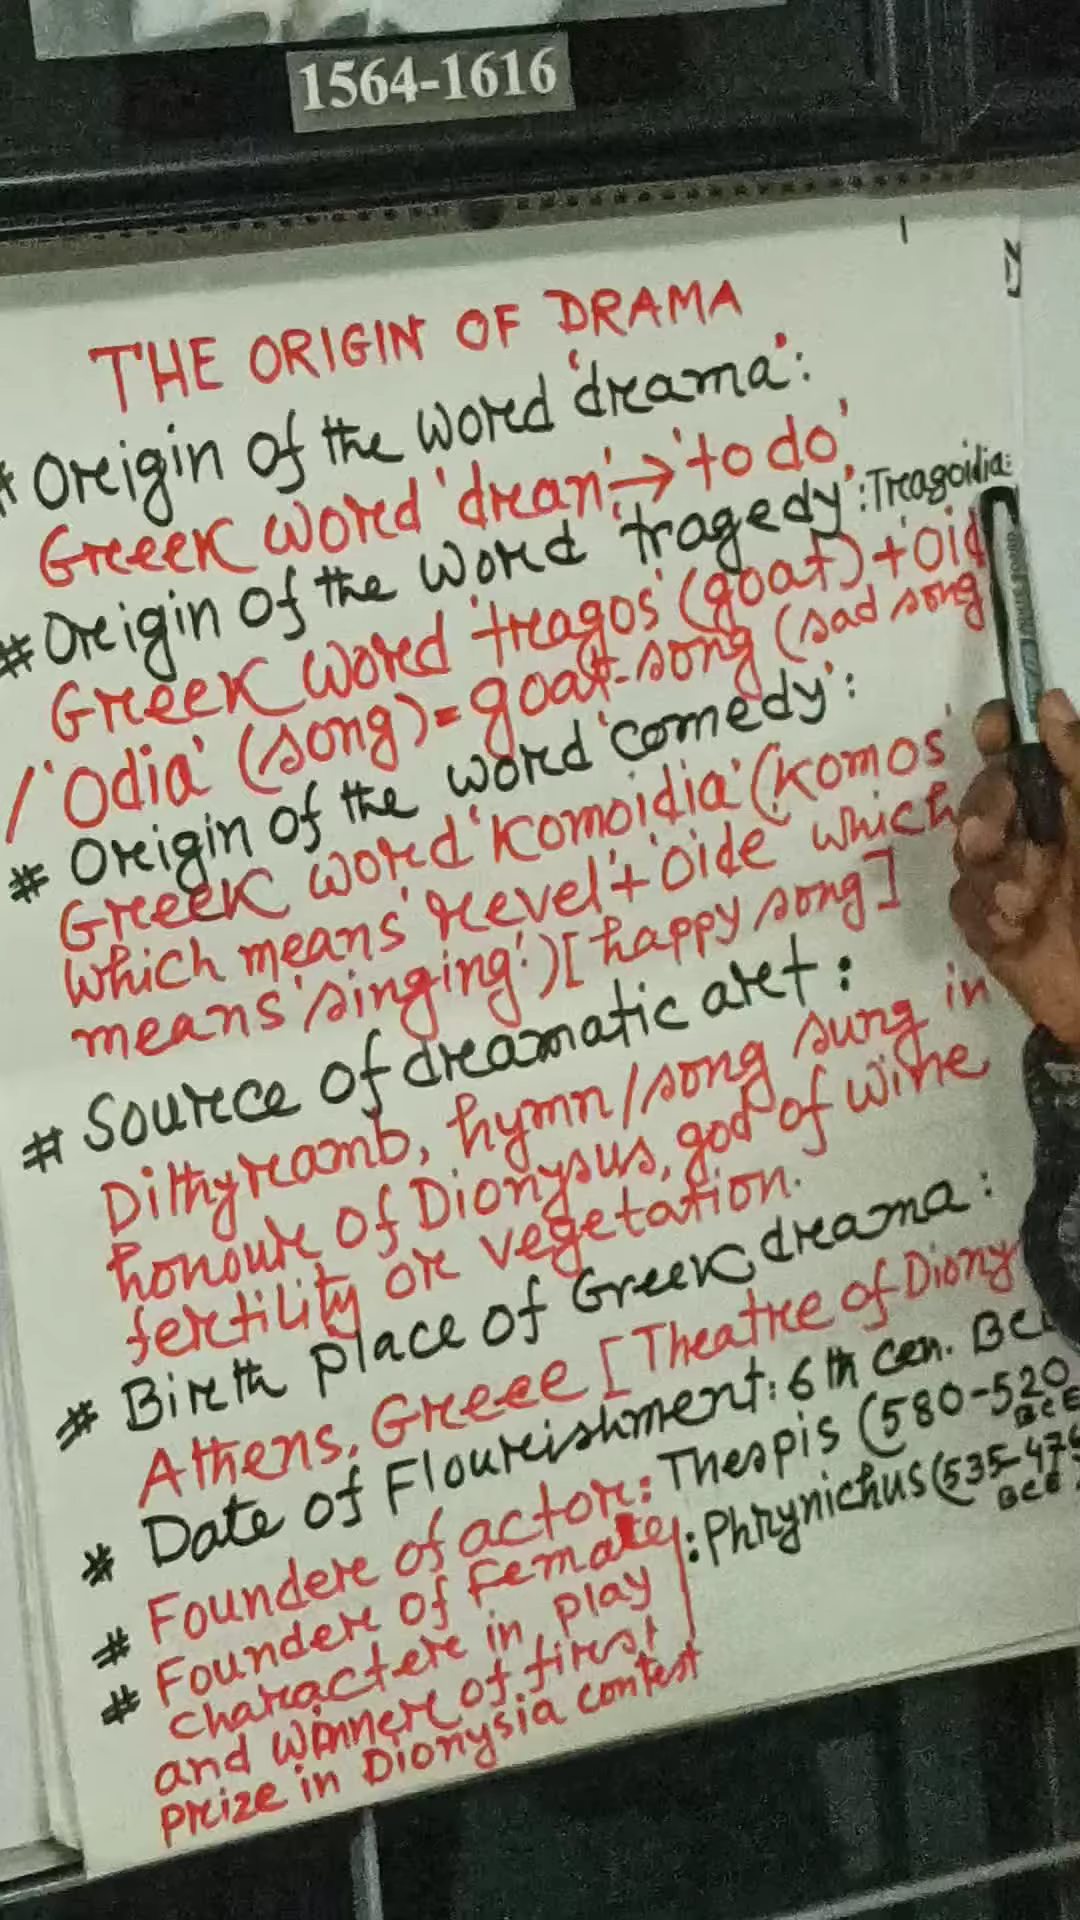 1564-1616
THE ORIGIN OF DRAMA
# Origin of the word 'drama':
Greek word 'dran'→'to do'
# Origin of the word 'tragedy': Tragoidia:
Greek word 'tragos' (goat) + 'Oid
/'Odia' (song) = goat-song (sad song
# Origin of the word 'comedy':
Greek word 'Komoidia' (komos'
which means 'revel'+'Oide' which
means 'singing')[happy song]
# Source of dramatic art:
Dithyramb, hymn/song sung in
honour of Dionysus, god of wine
fertility or vegetation.
# Birth place of Greek drama:
Athens, Greece [Theatre of Diony
# Date of Flourishment: 6th cen. BCE
# Founder of actor: Thespis (580-520 BCE
# Founder of Female
character in play : Phrynichus (535-47 BCE
and winner of first
prize in Dionysia contest